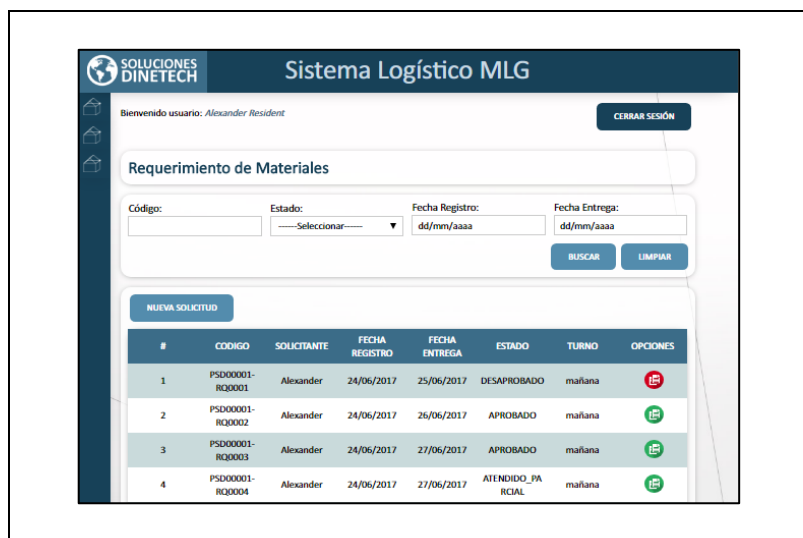 SOLUCIONES
DINETECH
Sistema Logístico MLG
Bienvenido usuario: Alexander Resident
CERRAR SESIÓN
Requerimiento de Materiales
Código: Estado: Fecha Registro: Fecha Entrega:
------Seleccionar------ ▼ dd/mm/aaaa dd/mm/aaaa
BUSCAR LIMPIAR
NUEVA SOLICITUD
# CODIGO SOLICITANTE FECHA REGISTRO FECHA ENTREGA ESTADO TURNO OPCIONES
1 PSD00001-RQ0001 Alexander 24/06/2017 25/06/2017 DESAPROBADO mañana
2 PSD00001-RQ0002 Alexander 24/06/2017 26/06/2017 APROBADO mañana
3 PSD00001-RQ0003 Alexander 24/06/2017 27/06/2017 APROBADO mañana
4 PSD00001-RQ0004 Alexander 24/06/2017 27/06/2017 ATENDIDO_PARCIAL mañana